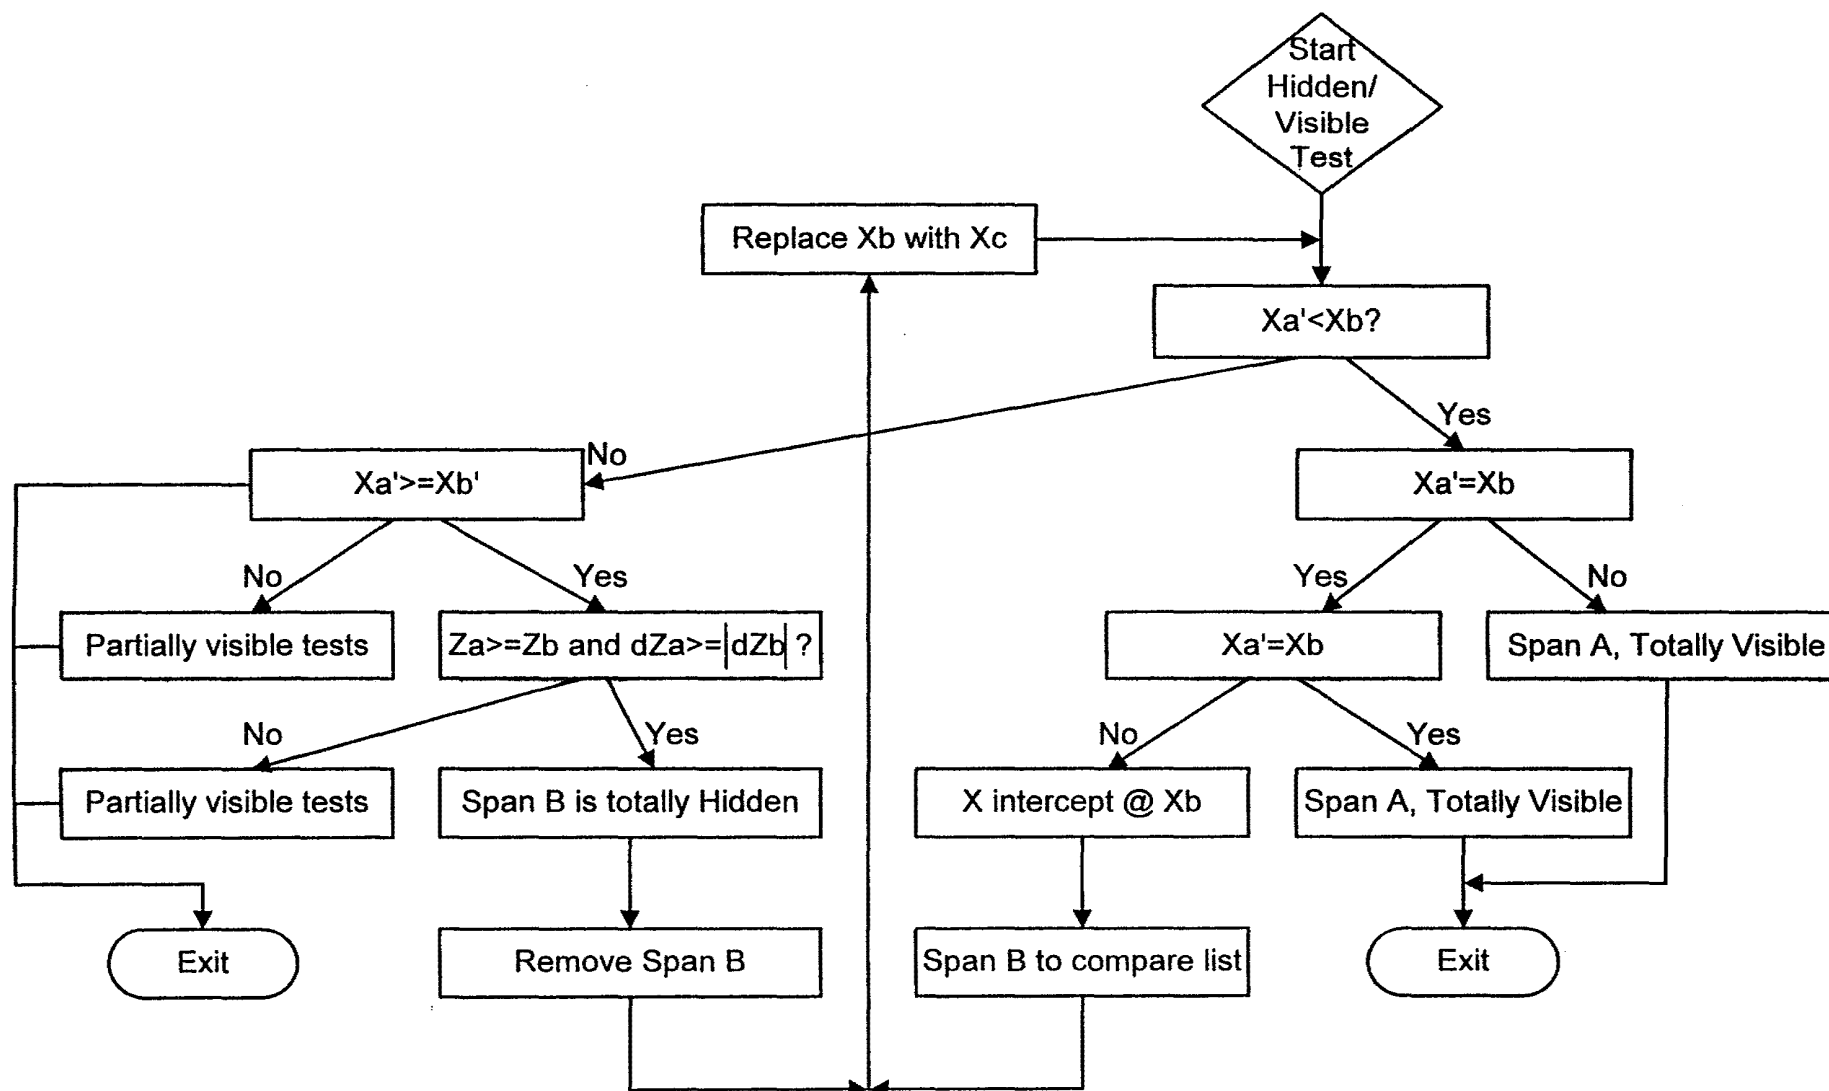 Start
Hidden/
Visible
Test
Replace Xb with Xc
Xa'<Xb?
No
Yes
Xa'>=Xb'
Xa'=Xb
No
Yes
Yes
No
Partially visible tests
Za>=Zb and dZa>=|dZb| ?
Xa'=Xb
Span A, Totally Visible
No
Yes
No
Yes
Partially visible tests
Span B is totally Hidden
X intercept @ Xb
Span A, Totally Visible
Exit
Remove Span B
Span B to compare list
Exit